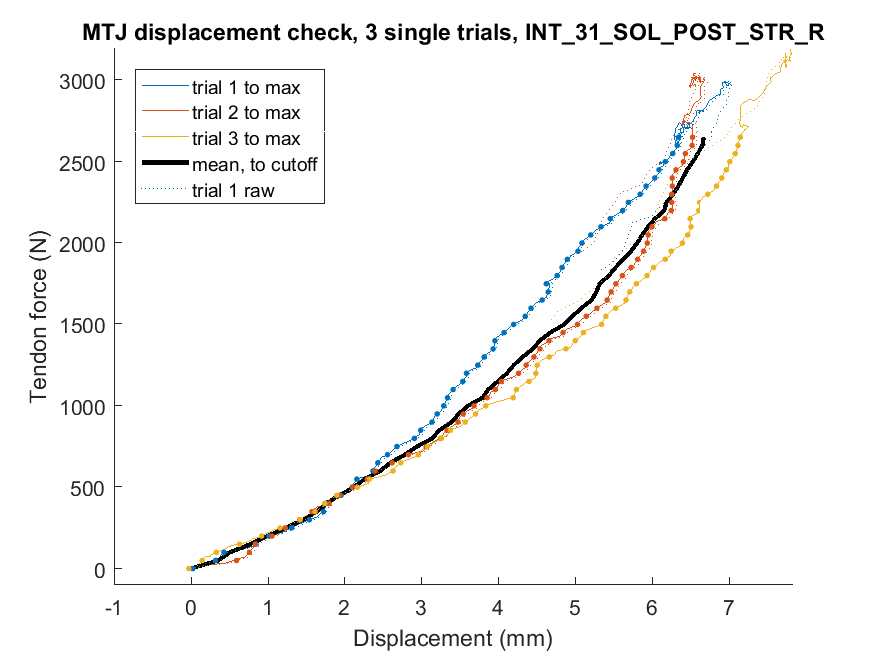 MTJ displacement check, 3 single trials, INT_31_SOL_POST_STR_R
3000
2500
2000
1500
1000
500
0
Tendon force (N)
trial 1 to max
trial 2 to max
trial 3 to max
mean, to cutoff
trial 1 raw
-1 0 1 2 3 4 5 6 7
Displacement (mm)